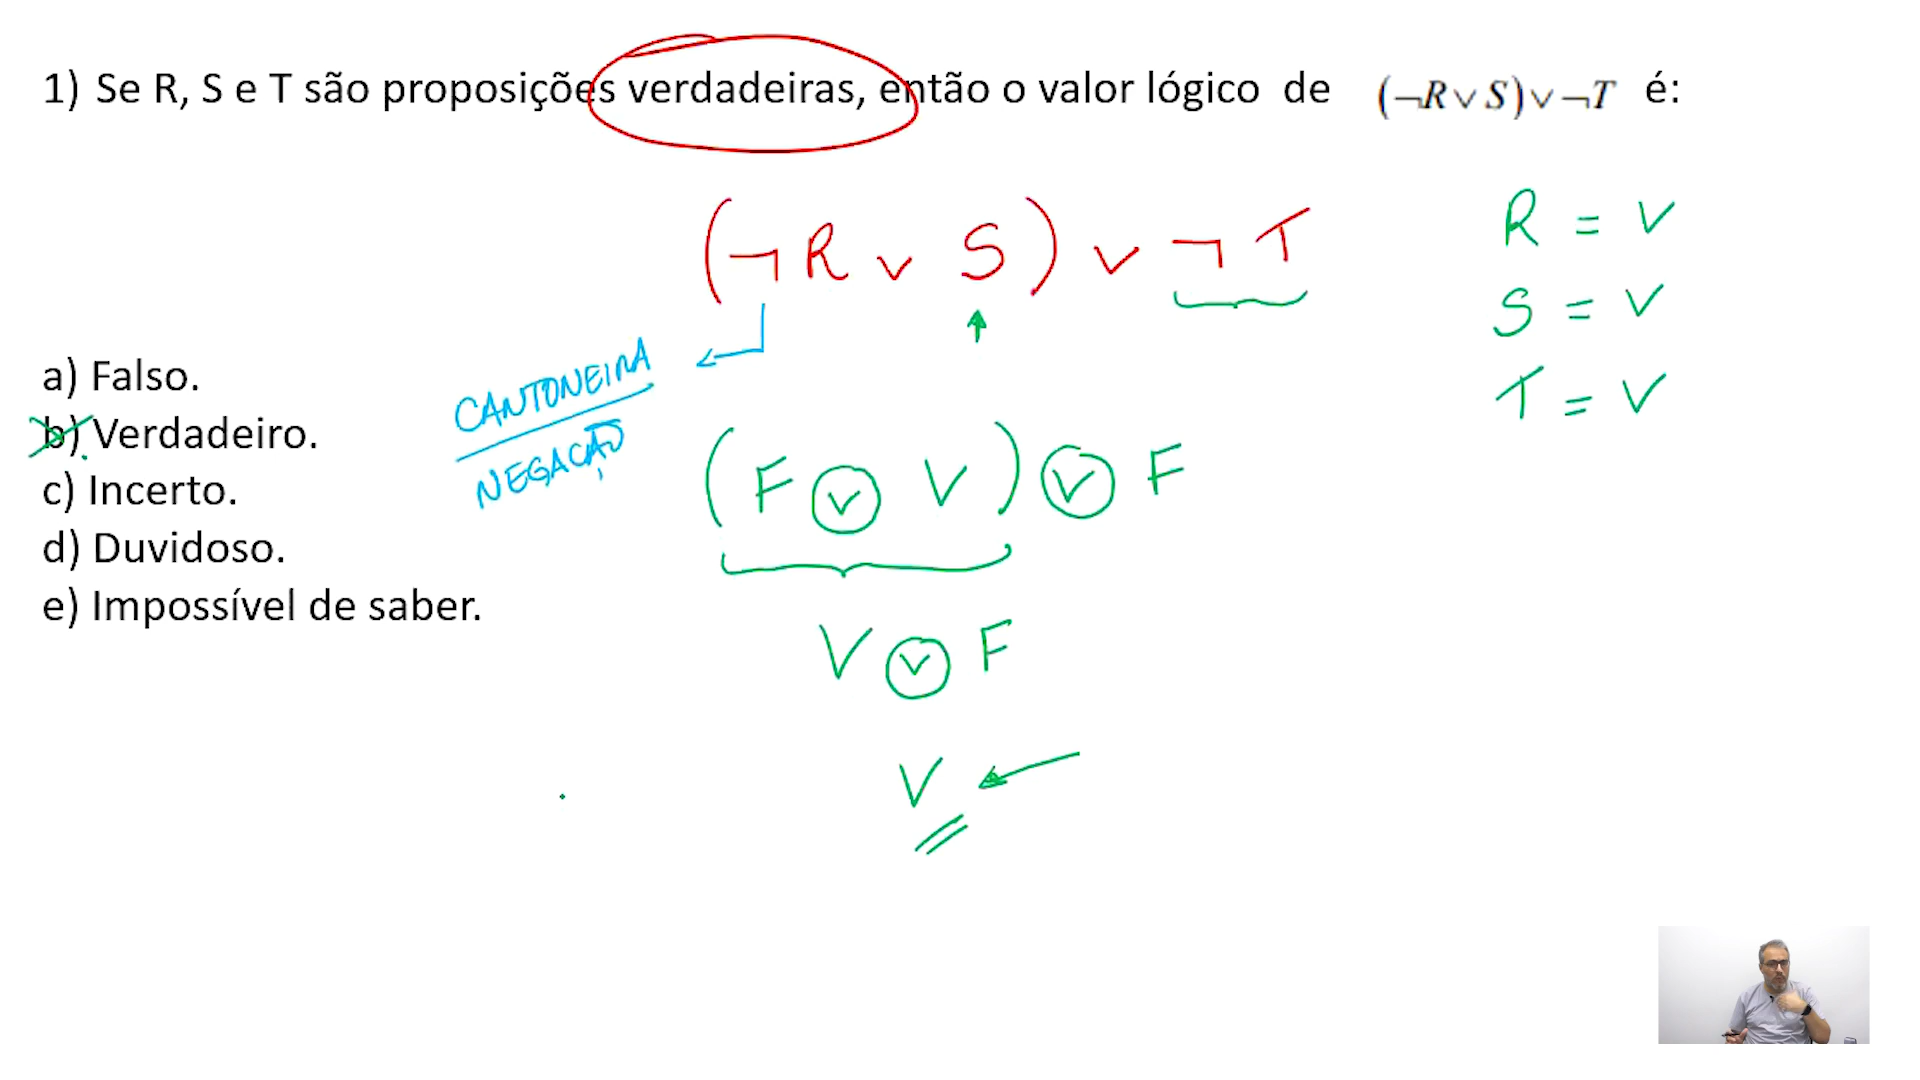 1) Se R, S e T são proposições verdadeiras, então o valor lógico de (¬R∨S)∨¬T é:
(¬R ∨ S) ∨ ¬T
R = V
S = V
T = V
a) Falso.
b) Verdadeiro.
c) Incerto.
d) Duvidoso.
e) Impossível de saber.
CANTONEIRA
NEGAÇÃO
(F ∨ V) ∨ F
V ∨ F
V